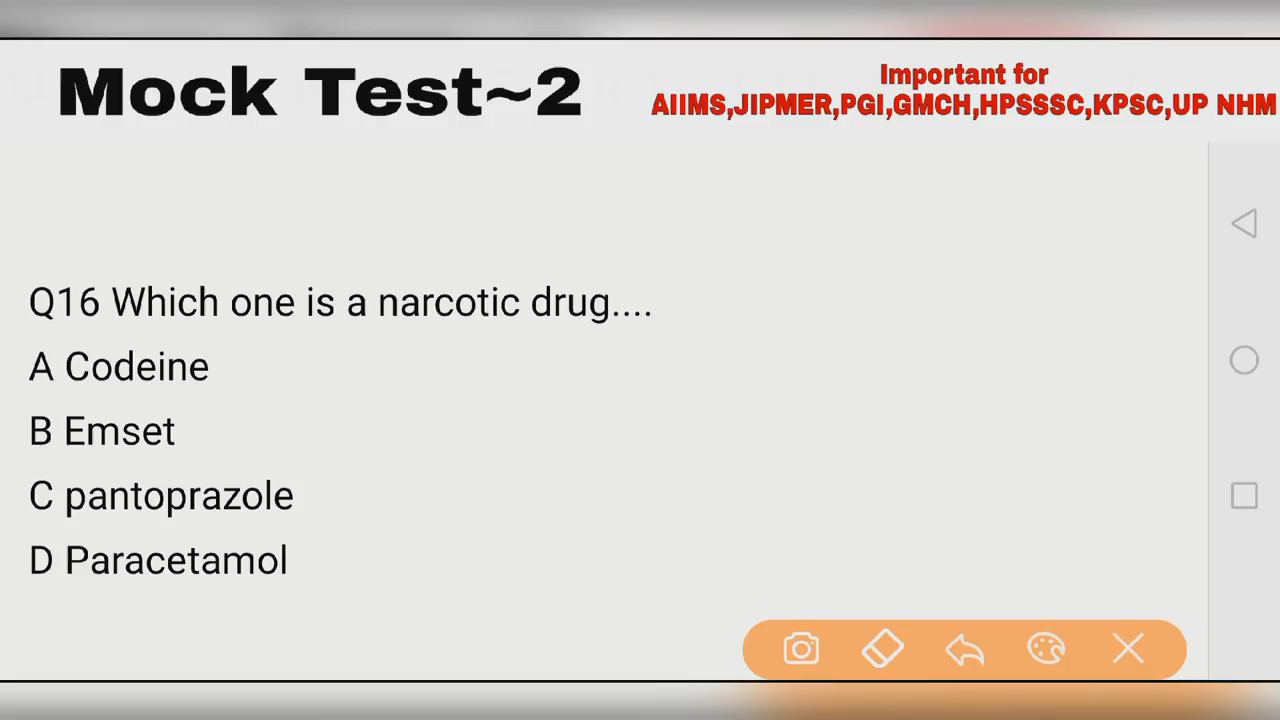 Mock Test~2
Important for
AIIMS,JIPMER,PGI,GMCH,HPSSSC,KPSC,UP NHM
Q16 Which one is a narcotic drug....
A Codeine
B Emset
C pantoprazole
D Paracetamol